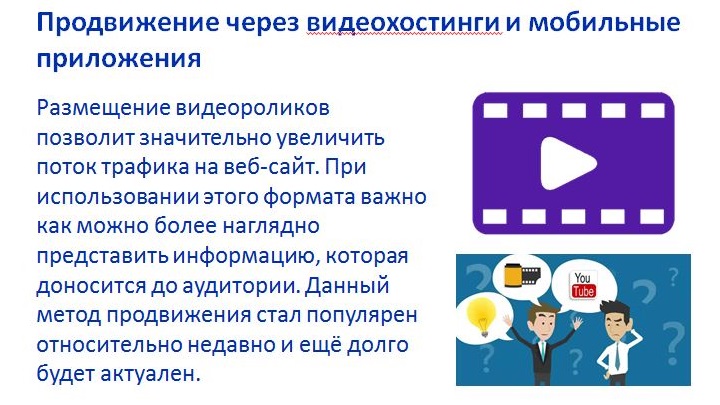 Продвижение через видеохостинги и мобильные
приложения
Размещение видеороликов
позволит значительно увеличить
поток трафика на веб-сайт. При
использовании этого формата важно
как можно более наглядно
представить информацию, которая
доносится до аудитории. Данный
метод продвижения стал популярен
относительно недавно и ещё долго
будет актуален.
You
Tube
? ? ? ? ?